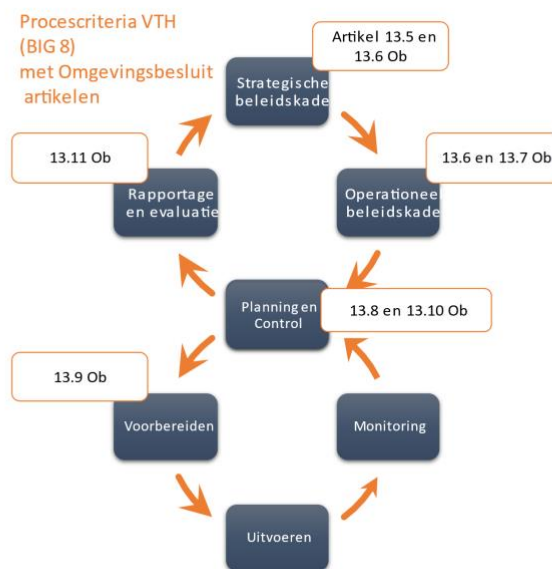 Procescriteria VTH
(BIG 8)
met Omgevingsbesluit
artikelen
Artikel 13.5 en
13.6 Ob
Strategische
beleidskade
13.11 Ob
13.6 en 13.7 Ob
Rapportage
en evaluatie
Operationeel
beleidskade
Planning en
Control
13.8 en 13.10 Ob
13.9 Ob
Voorbereiden
Monitoring
Uitvoeren